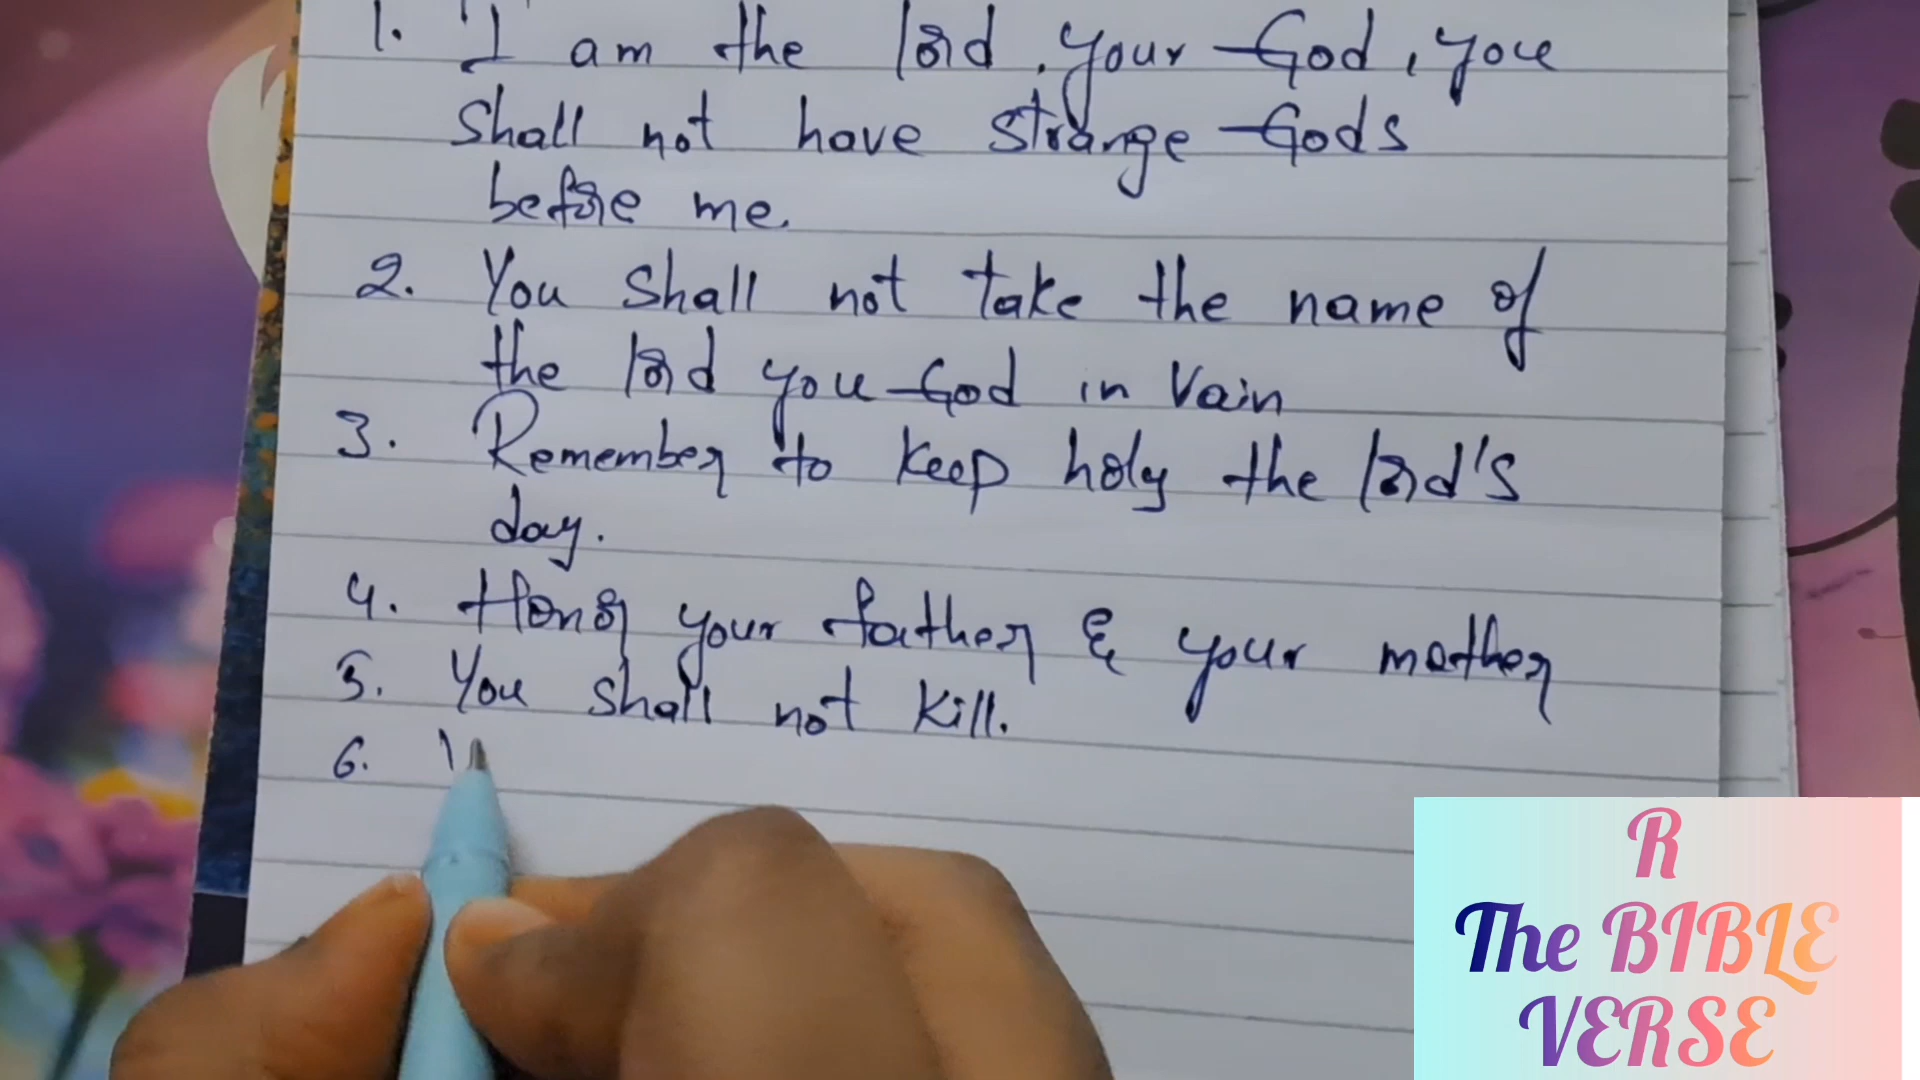 1. "I am the lord, your God, you
shall not have strange Gods
before me.
2. You shall not take the name of
the lord you God in Vain
3. Remember to keep holy the lord's
day.
4. Honor your father & your mother
5. You shall not kill.
6.
R
The BIBLE
VERSE